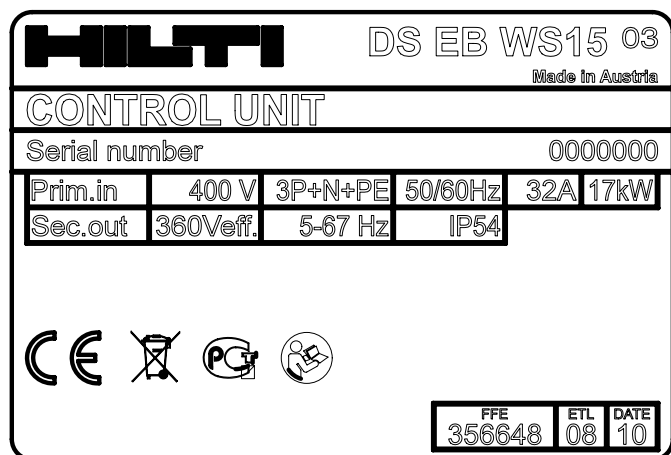 HILTI DS EB WS15 03
Made in Austria
CONTROL UNIT
Serial number 0000000
Prim.in 400 V 3P+N+PE 50/60Hz 32A 17kW
Sec.out 360Veff. 5-67 Hz IP54
CE PCT
FFE ETL DATE
356648 08 10